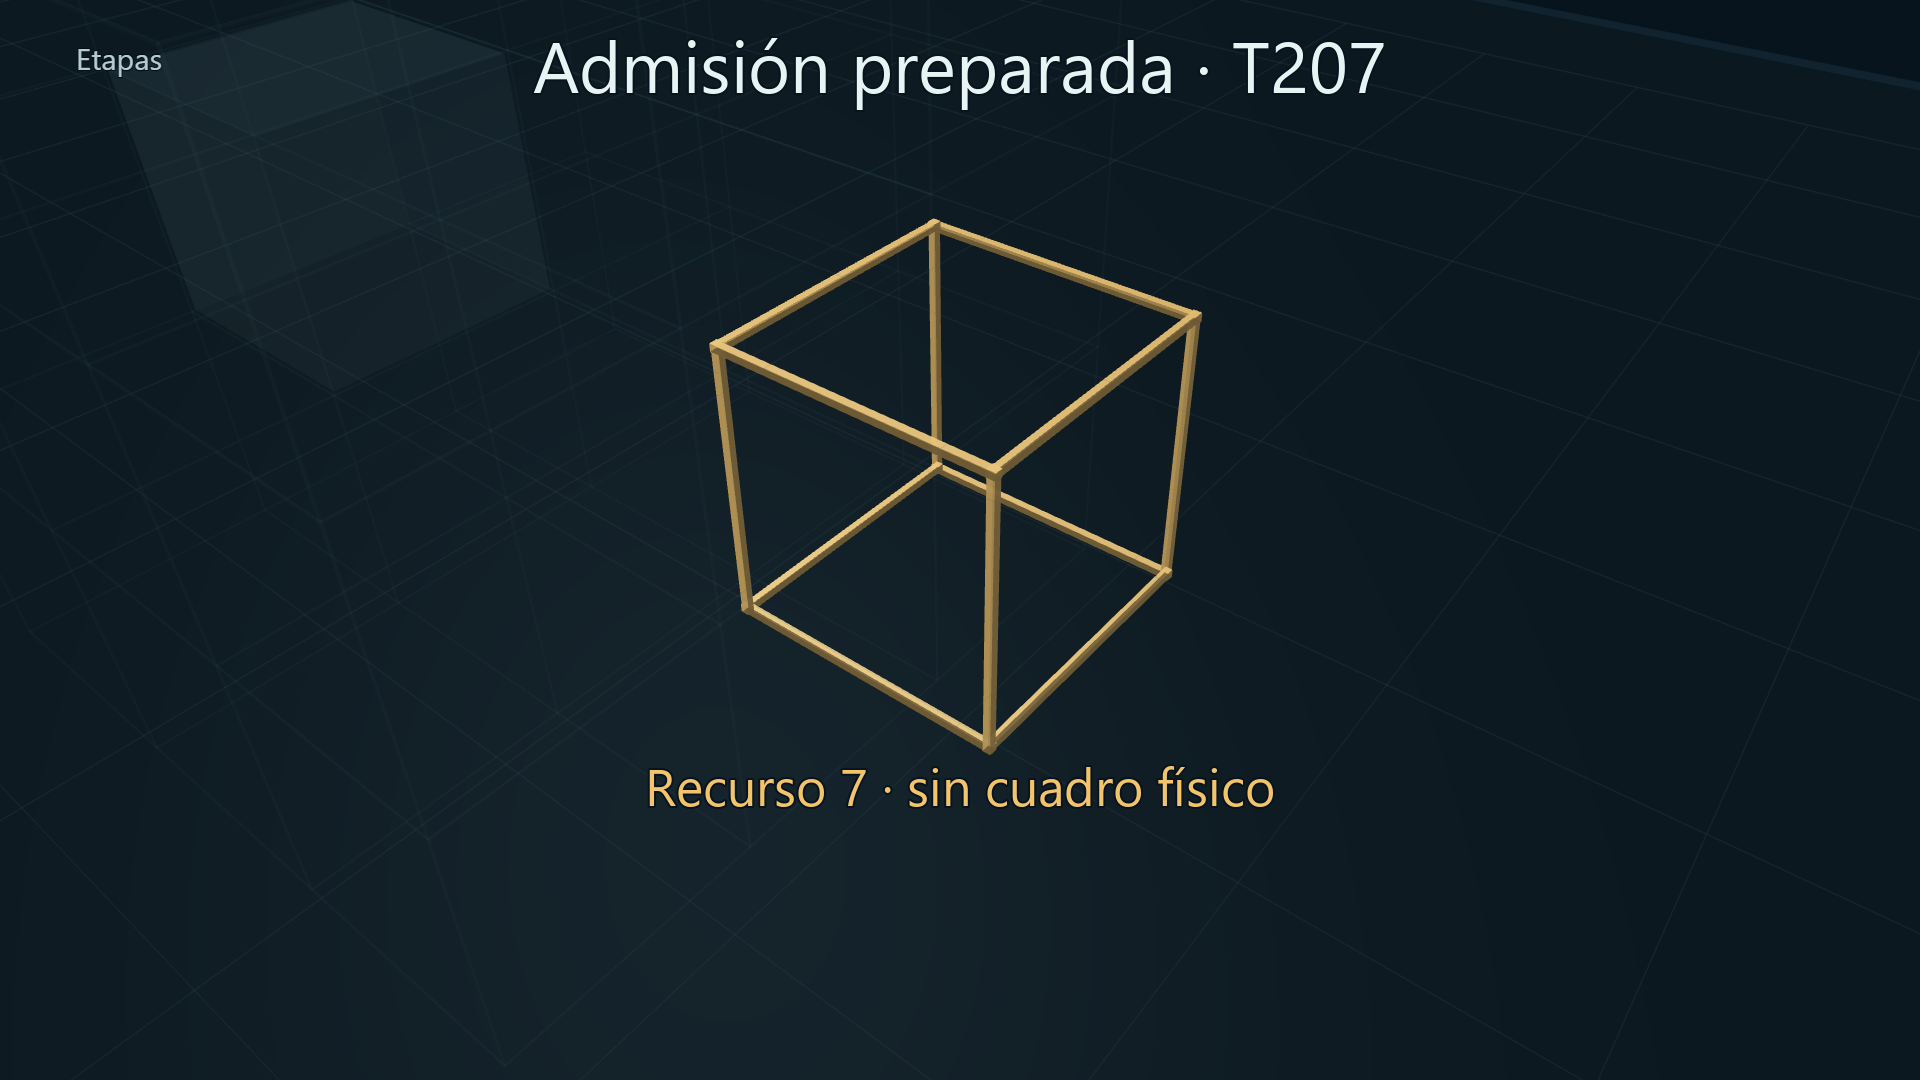 Etapas
Admisión preparada · T207
Recurso 7 · sin cuadro físico